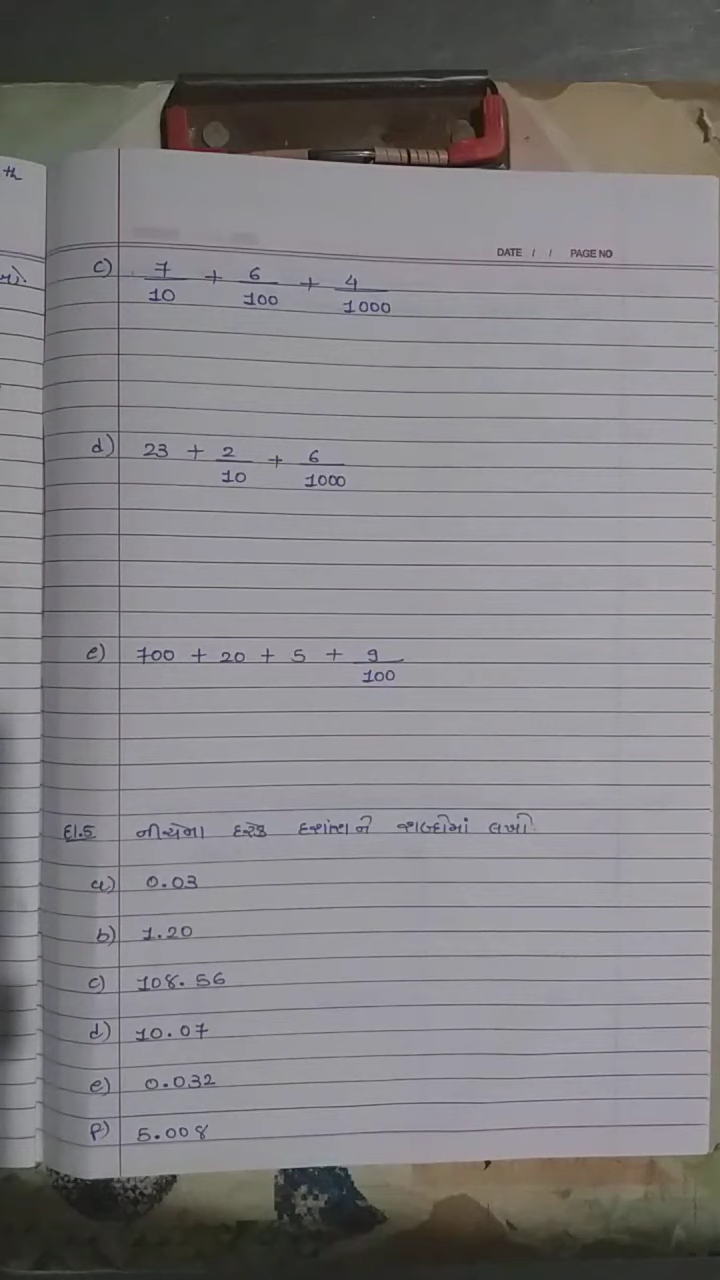 th
DATE / / PAGE NO
c) 7/10 + 6/100 + 4/1000
d) 23 + 2/10 + 6/1000
e) 700 + 20 + 5 + 9/100
દા.5 નીચેના દરેક દશાંશને શબ્દોમાં લખો.
a) 0.03
b) 1.20
c) 108.56
d) 10.07
e) 0.032
f) 5.008